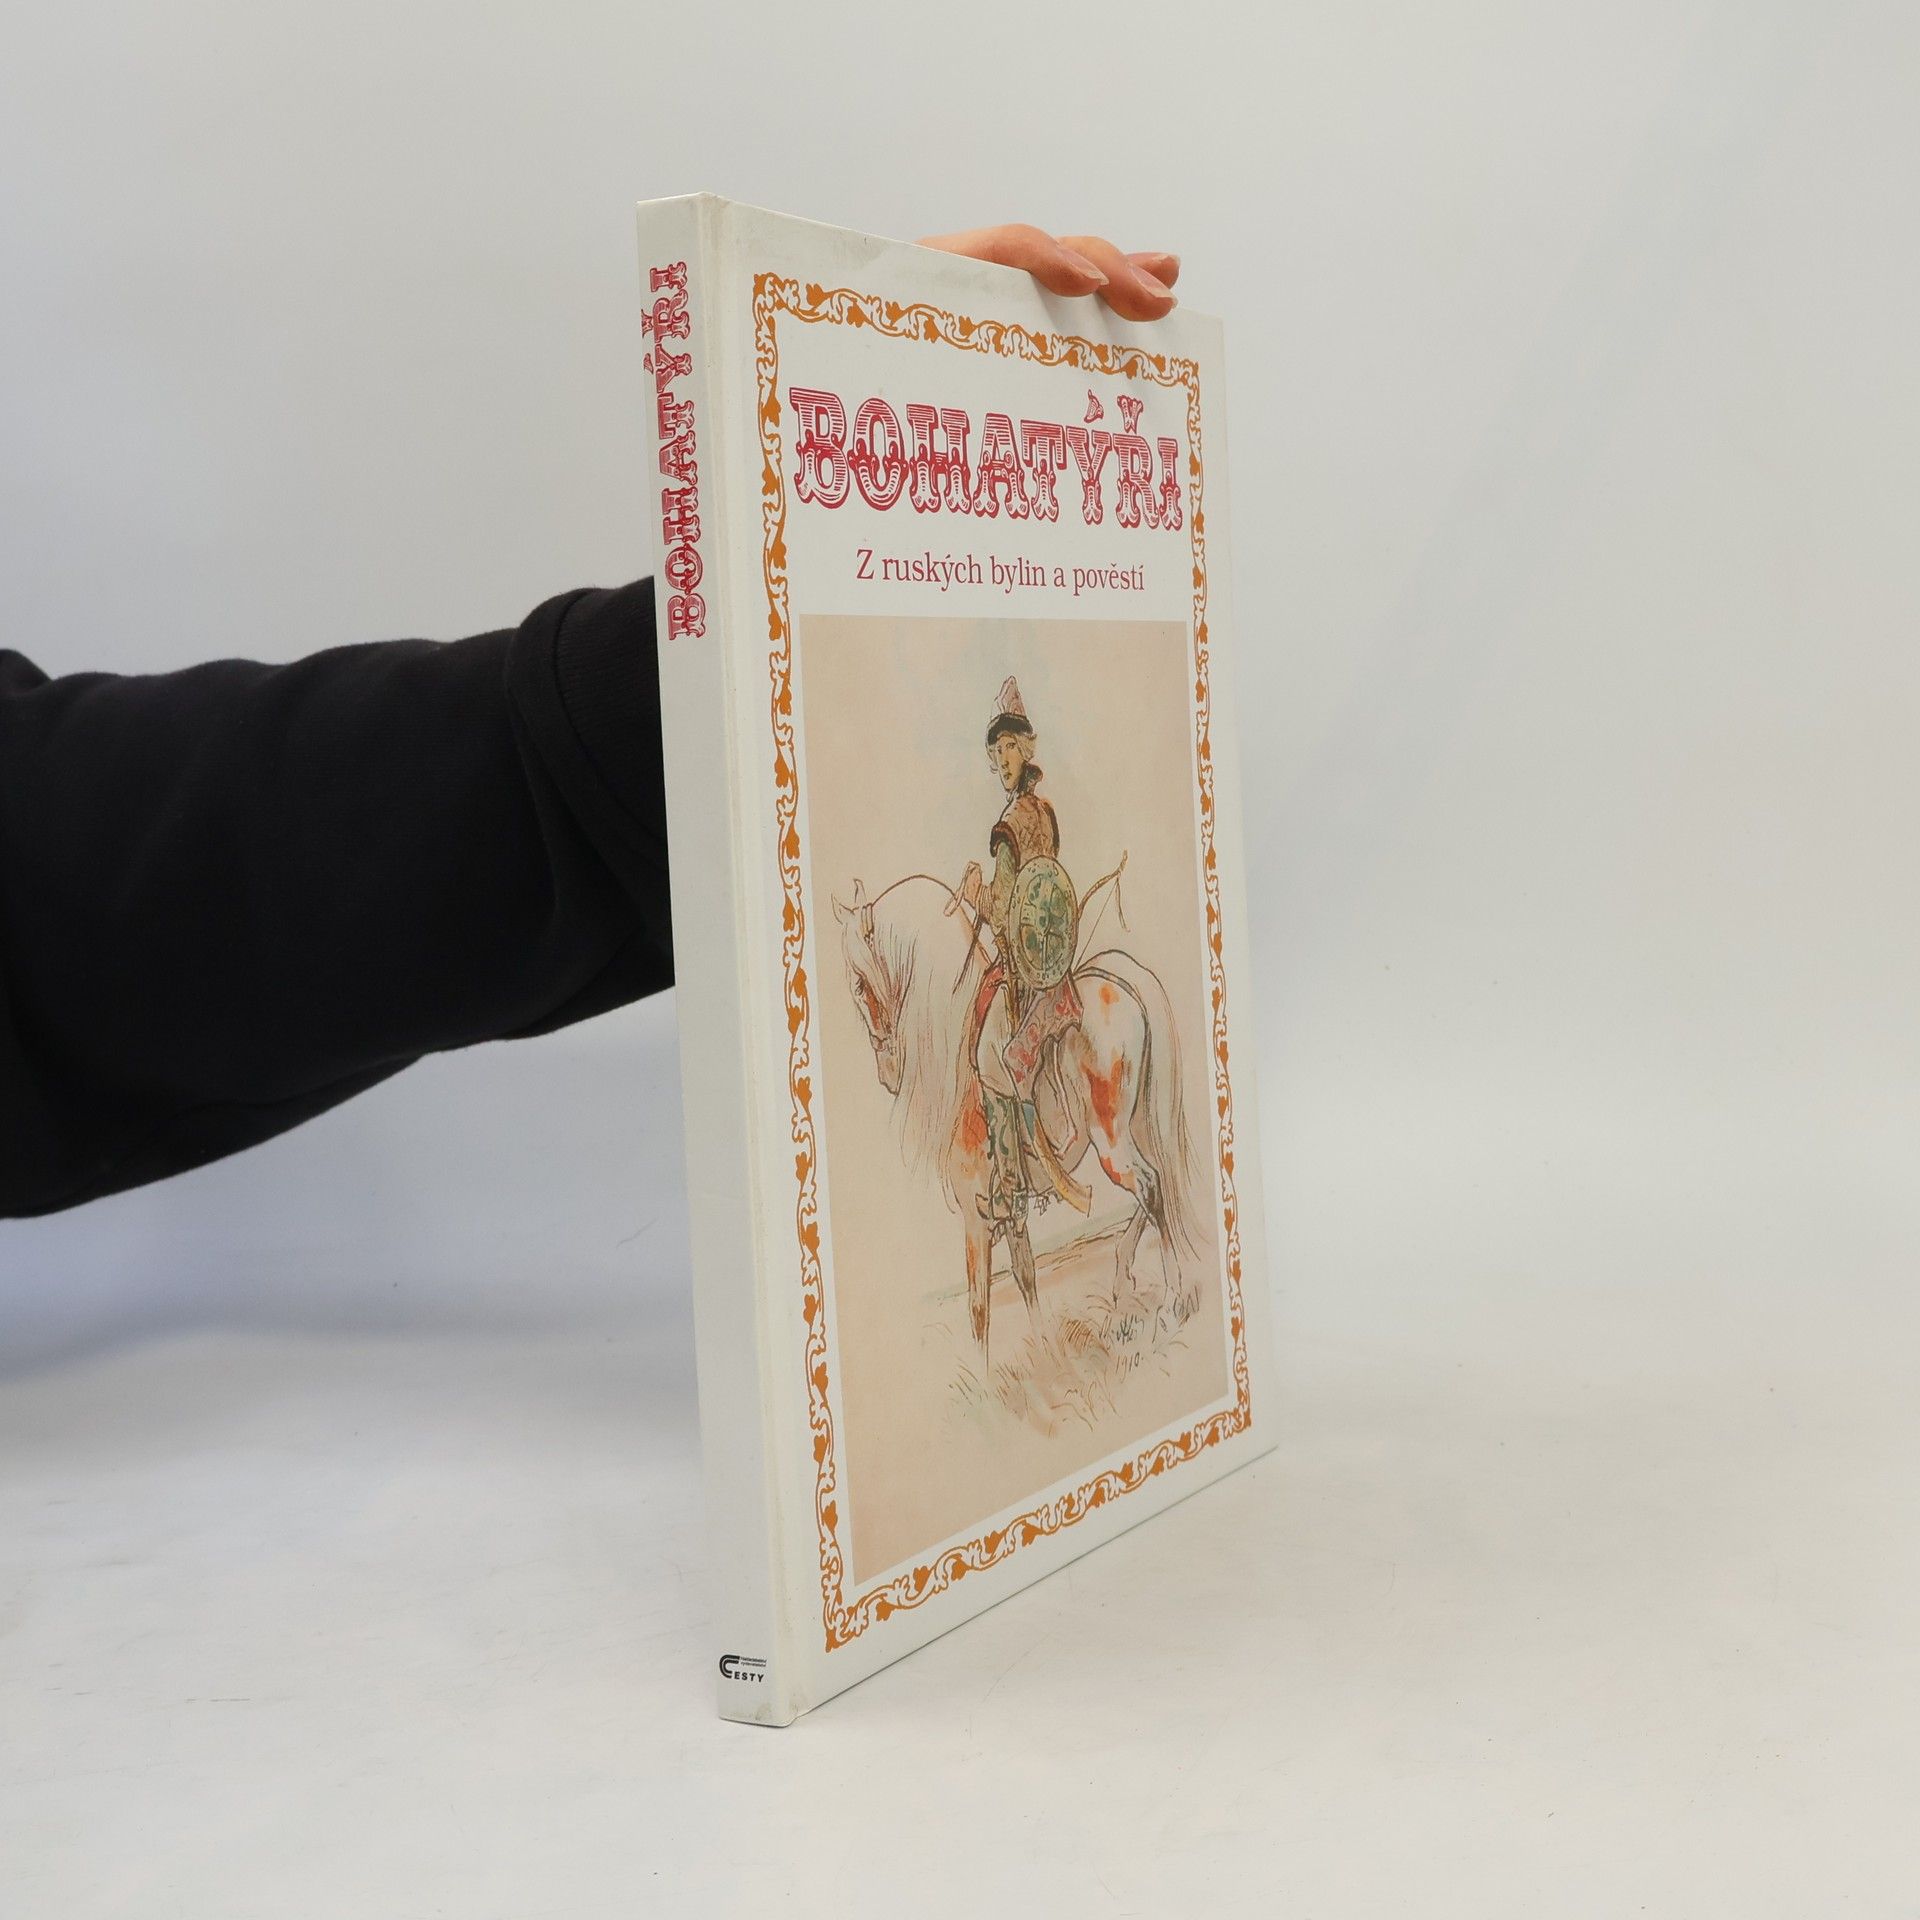 BOHATÝŘI
BOHATÝŘI
Z ruských bylin a pověstí
1910.
CESTY